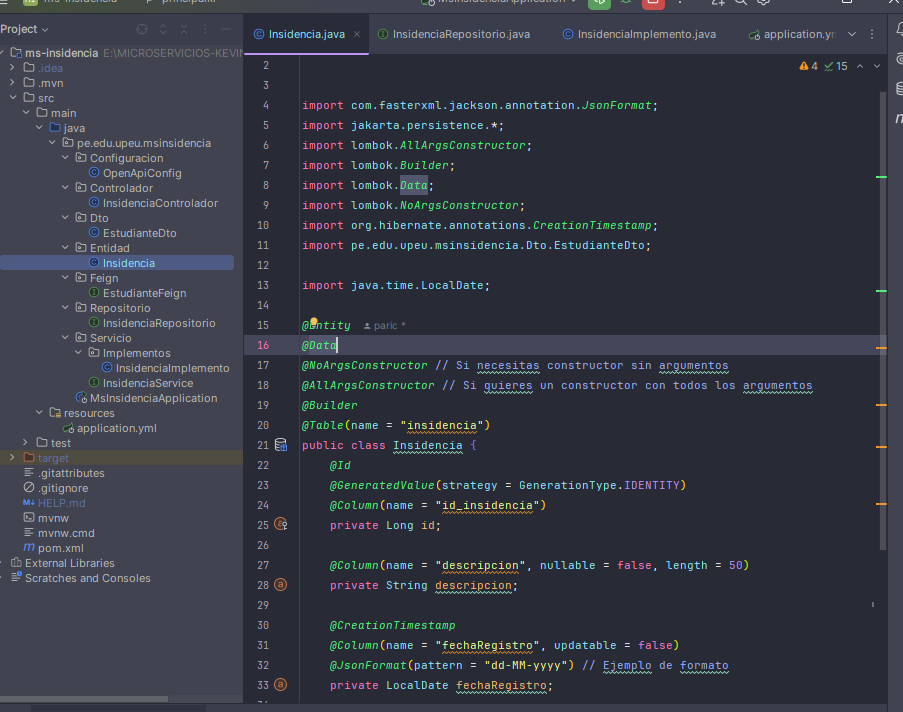 Project
ms-insidencia E:\MICROSERVICIOS-KEVIN
.idea
.mvn
src
main
java
pe.edu.upeu.msinsidencia
Configuracion
OpenApiConfig
Controlador
InsidenciaControlador
Dto
EstudianteDto
Entidad
Insidencia
Feign
EstudianteFeign
Repositorio
InsidenciaRepositorio
Servicio
Implementos
InsidenciaImplemento
InsidenciaService
MsInsidenciaApplication
resources
application.yml
test
target
.gitattributes
.gitignore
HELP.md
mvnw
mvnw.cmd
pom.xml
External Libraries
Scratches and Consoles
Insidencia.java InsidenciaRepositorio.java InsidenciaImplemento.java application.yr
4 15
2
3
4 import com.fasterxml.jackson.annotation.JsonFormat;
5 import jakarta.persistence.*;
6 import lombok.AllArgsConstructor;
7 import lombok.Builder;
8 import lombok.Data;
9 import lombok.NoArgsConstructor;
10 import org.hibernate.annotations.CreationTimestamp;
11 import pe.edu.upeu.msinsidencia.Dto.EstudianteDto;
12
13 import java.time.LocalDate;
14
15 @Entity paric *
16 @Data
17 @NoArgsConstructor // Si necesitas constructor sin argumentos
18 @AllArgsConstructor // Si quieres un constructor con todos los argumentos
19 @Builder
20 @Table(name = "insidencia")
21 public class Insidencia {
22 @Id
23 @GeneratedValue(strategy = GenerationType.IDENTITY)
24 @Column(name = "id_insidencia")
25 private Long id;
26
27 @Column(name = "descripcion", nullable = false, length = 50)
28 private String descripcion;
29
30 @CreationTimestamp
31 @Column(name = "fechaRegistro", updatable = false)
32 @JsonFormat(pattern = "dd-MM-yyyy") // Ejemplo de formato
33 private LocalDate fechaRegistro;